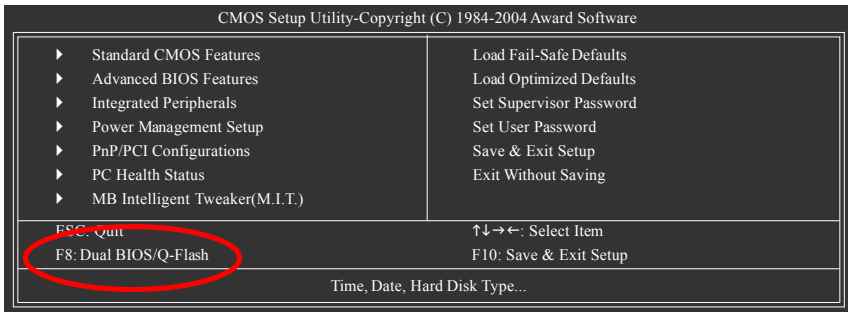 CMOS Setup Utility-Copyright (C) 1984-2004 Award Software
Standard CMOS Features
Advanced BIOS Features
Integrated Peripherals
Power Management Setup
PnP/PCI Configurations
PC Health Status
MB Intelligent Tweaker(M.I.T.)
Load Fail-Safe Defaults
Load Optimized Defaults
Set Supervisor Password
Set User Password
Save & Exit Setup
Exit Without Saving
ESC: Quit
↑↓→←: Select Item
F8: Dual BIOS/Q-Flash
F10: Save & Exit Setup
Time, Date, Hard Disk Type...